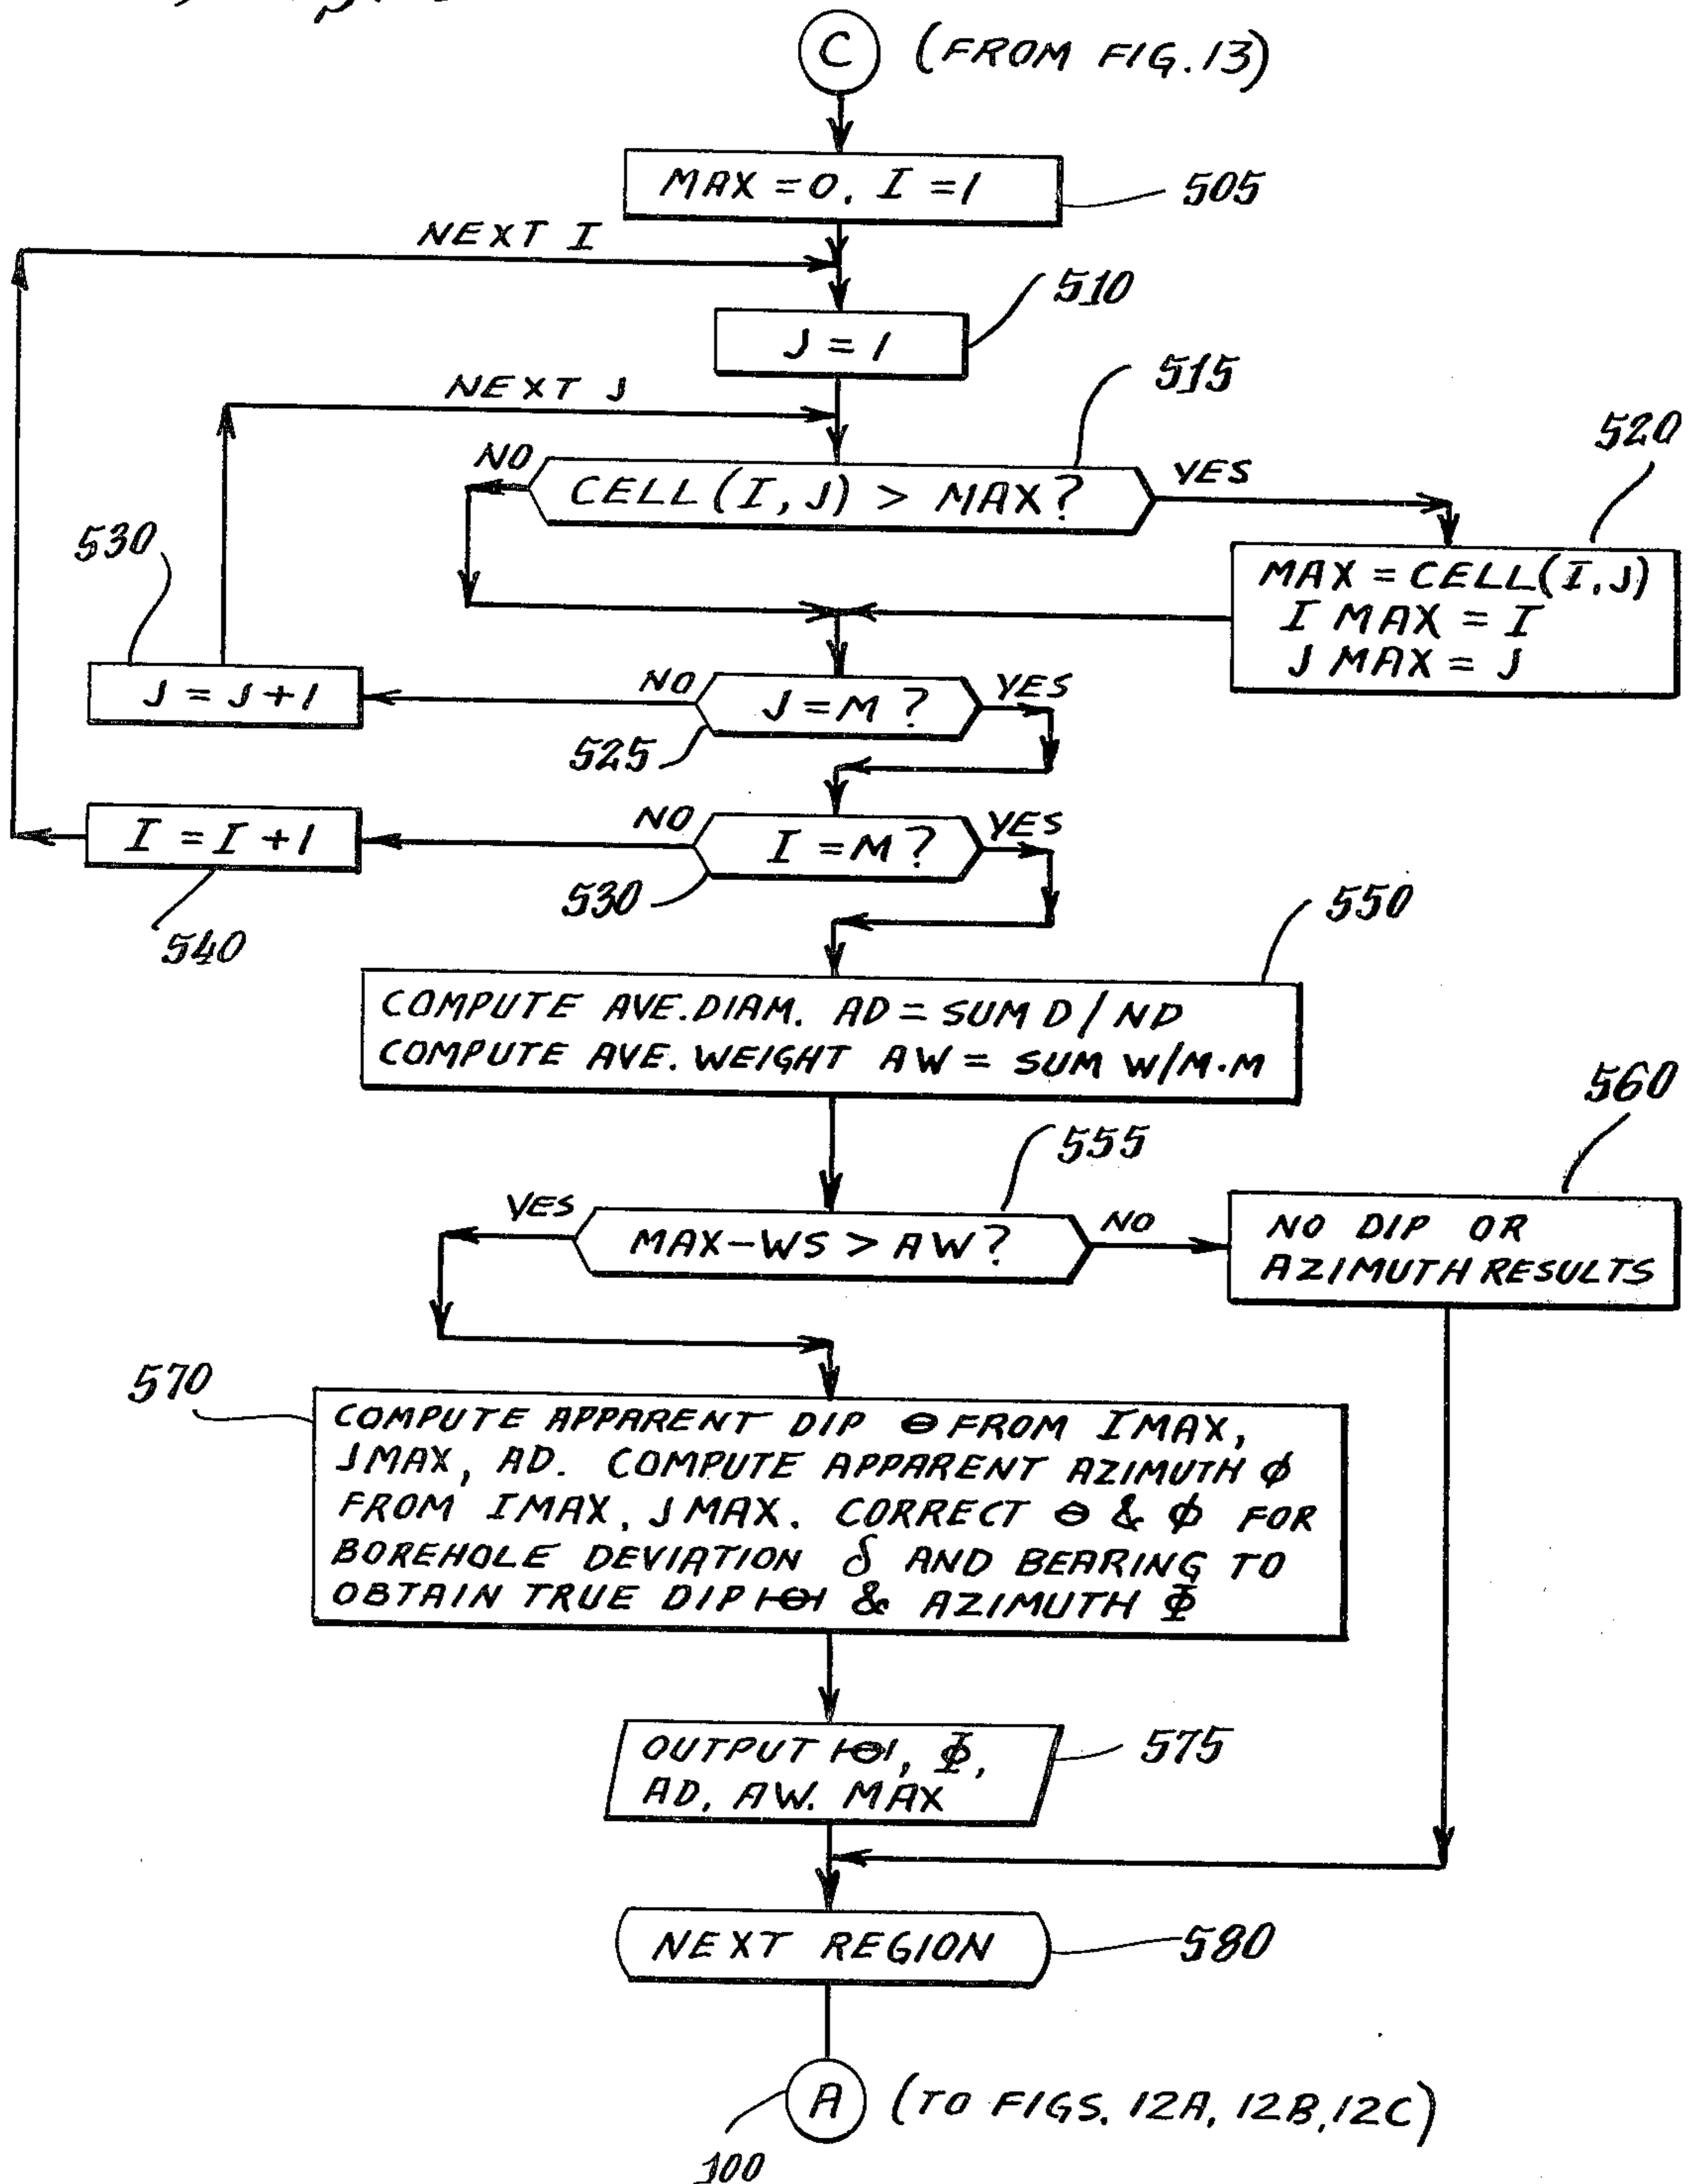 C (FROM FIG. 13)
MAX = 0. I = 1
505
NEXT I
510
J = 1
NEXT J
515
520
NO
CELL (I, J) > MAX?
YES
530
MAX = CELL (I, J)
I MAX = I
J MAX = J
J = J + 1
NO
J = M ?
YES
525
I = I + 1
NO
I = M ?
YES
530
540
550
COMPUTE AVE. DIAM. AD = SUM D / ND
COMPUTE AVE. WEIGHT AW = SUM W/M·M
560
555
YES
MAX-WS > AW ?
NO
NO DIP OR
AZIMUTH RESULTS
570
COMPUTE APPARENT DIP Θ FROM IMAX,
JMAX, AD. COMPUTE APPARENT AZIMUTH ϕ
FROM IMAX, JMAX. CORRECT Θ & ϕ FOR
BOREHOLE DEVIATION δ AND BEARING TO
OBTAIN TRUE DIP Θ & AZIMUTH Φ
OUTPUT Θ, Φ,
AD, AW. MAX
575
NEXT REGION
580
A (TO FIGS. 12A, 12B, 12C)
100